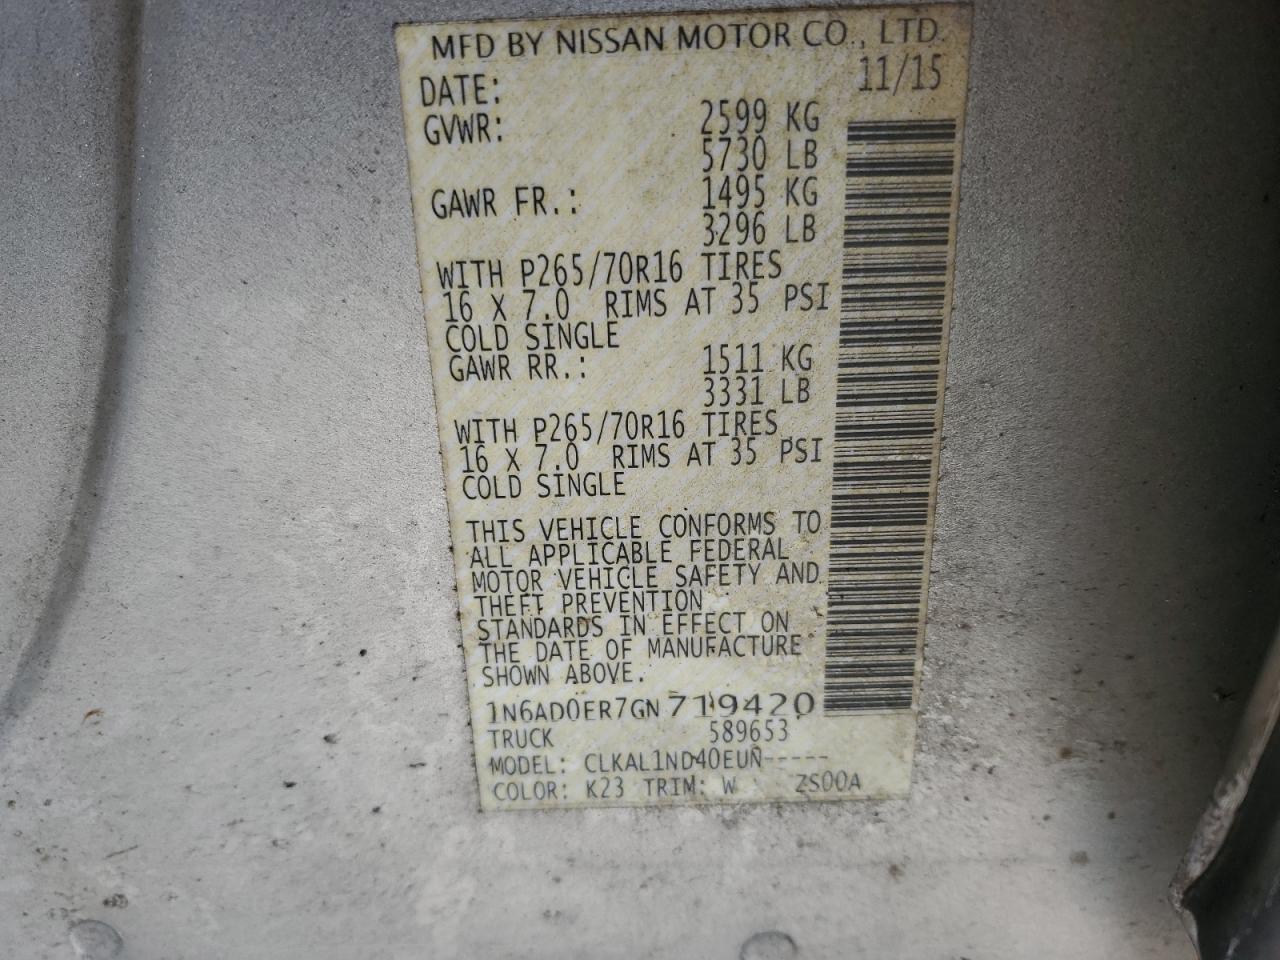 MFD BY NISSAN MOTOR CO., LTD.
DATE: 11/15
GVWR: 2599 KG
5730 LB
GAWR FR.: 1495 KG
3296 LB
WITH P265/70R16 TIRES
16 X 7.0 RIMS AT 35 PSI
COLD SINGLE
GAWR RR.: 1511 KG
3331 LB
WITH P265/70R16 TIRES
16 X 7.0 RIMS AT 35 PSI
COLD SINGLE
THIS VEHICLE CONFORMS TO
ALL APPLICABLE FEDERAL
MOTOR VEHICLE SAFETY AND
THEFT PREVENTION
STANDARDS IN EFFECT ON
THE DATE OF MANUFACTURE
SHOWN ABOVE.
1N6AD0ER7GN719420
TRUCK 589653
MODEL: CLKAL1ND40EUN-----
COLOR: K23 TRIM: W ZS00A